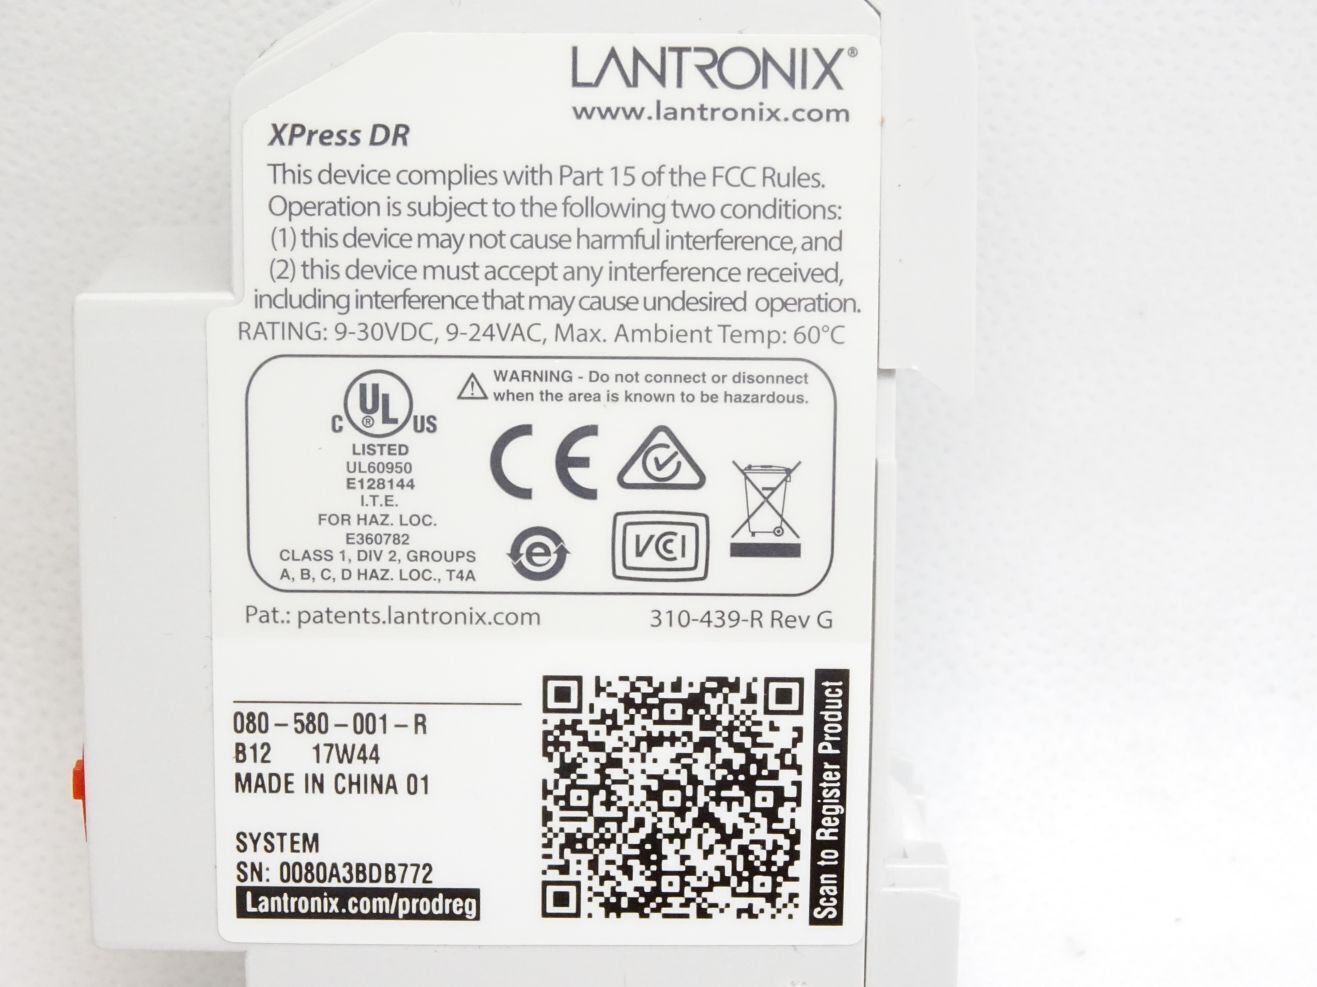 LANTRONIX®
www.lantronix.com
XPress DR
This device complies with Part 15 of the FCC Rules.
Operation is subject to the following two conditions:
(1) this device may not cause harmful interference, and
(2) this device must accept any interference received,
including interference that may cause undesired operation.
RATING: 9-30VDC, 9-24VAC, Max. Ambient Temp: 60°C
WARNING - Do not connect or disonnect
when the area is known to be hazardous.
C UL® US
LISTED
UL60950
E128144
I.T.E.
FOR HAZ. LOC.
E360782
CLASS 1, DIV 2, GROUPS
A, B, C, D HAZ. LOC., T4A
CE
e
VCCI
Pat.: patents.lantronix.com
310-439-R Rev G
080-580-001-R
B12 17W44
MADE IN CHINA 01
SYSTEM
SN: 0080A3BDB772
Lantronix.com/prodreg
Scan to Register Product